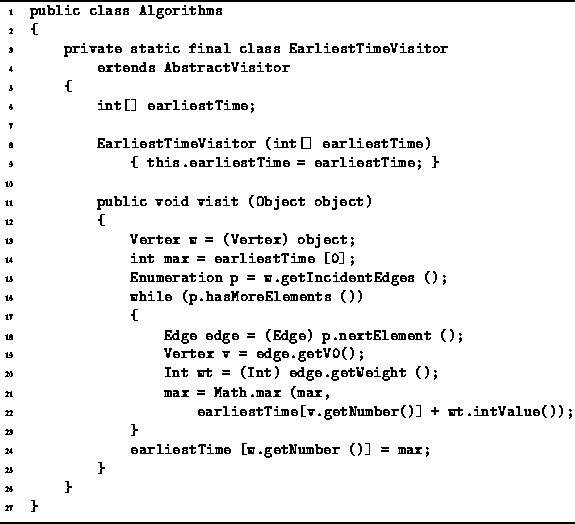 1 public class Algorithms
2 {
3 private static final class EarliestTimeVisitor
4 extends AbstractVisitor
5 {
6 int[] earliestTime;
7
8 EarliestTimeVisitor (int[] earliestTime)
9 { this.earliestTime = earliestTime; }
10
11 public void visit (Object object)
12 {
13 Vertex w = (Vertex) object;
14 int max = earliestTime [0];
15 Enumeration p = w.getIncidentEdges ();
16 while (p.hasMoreElements ())
17 {
18 Edge edge = (Edge) p.nextElement ();
19 Vertex v = edge.getV0();
20 Int wt = (Int) edge.getWeight ();
21 max = Math.max (max,
22 earliestTime[v.getNumber()] + wt.intValue());
23 }
24 earliestTime [w.getNumber ()] = max;
25 }
26 }
27 }